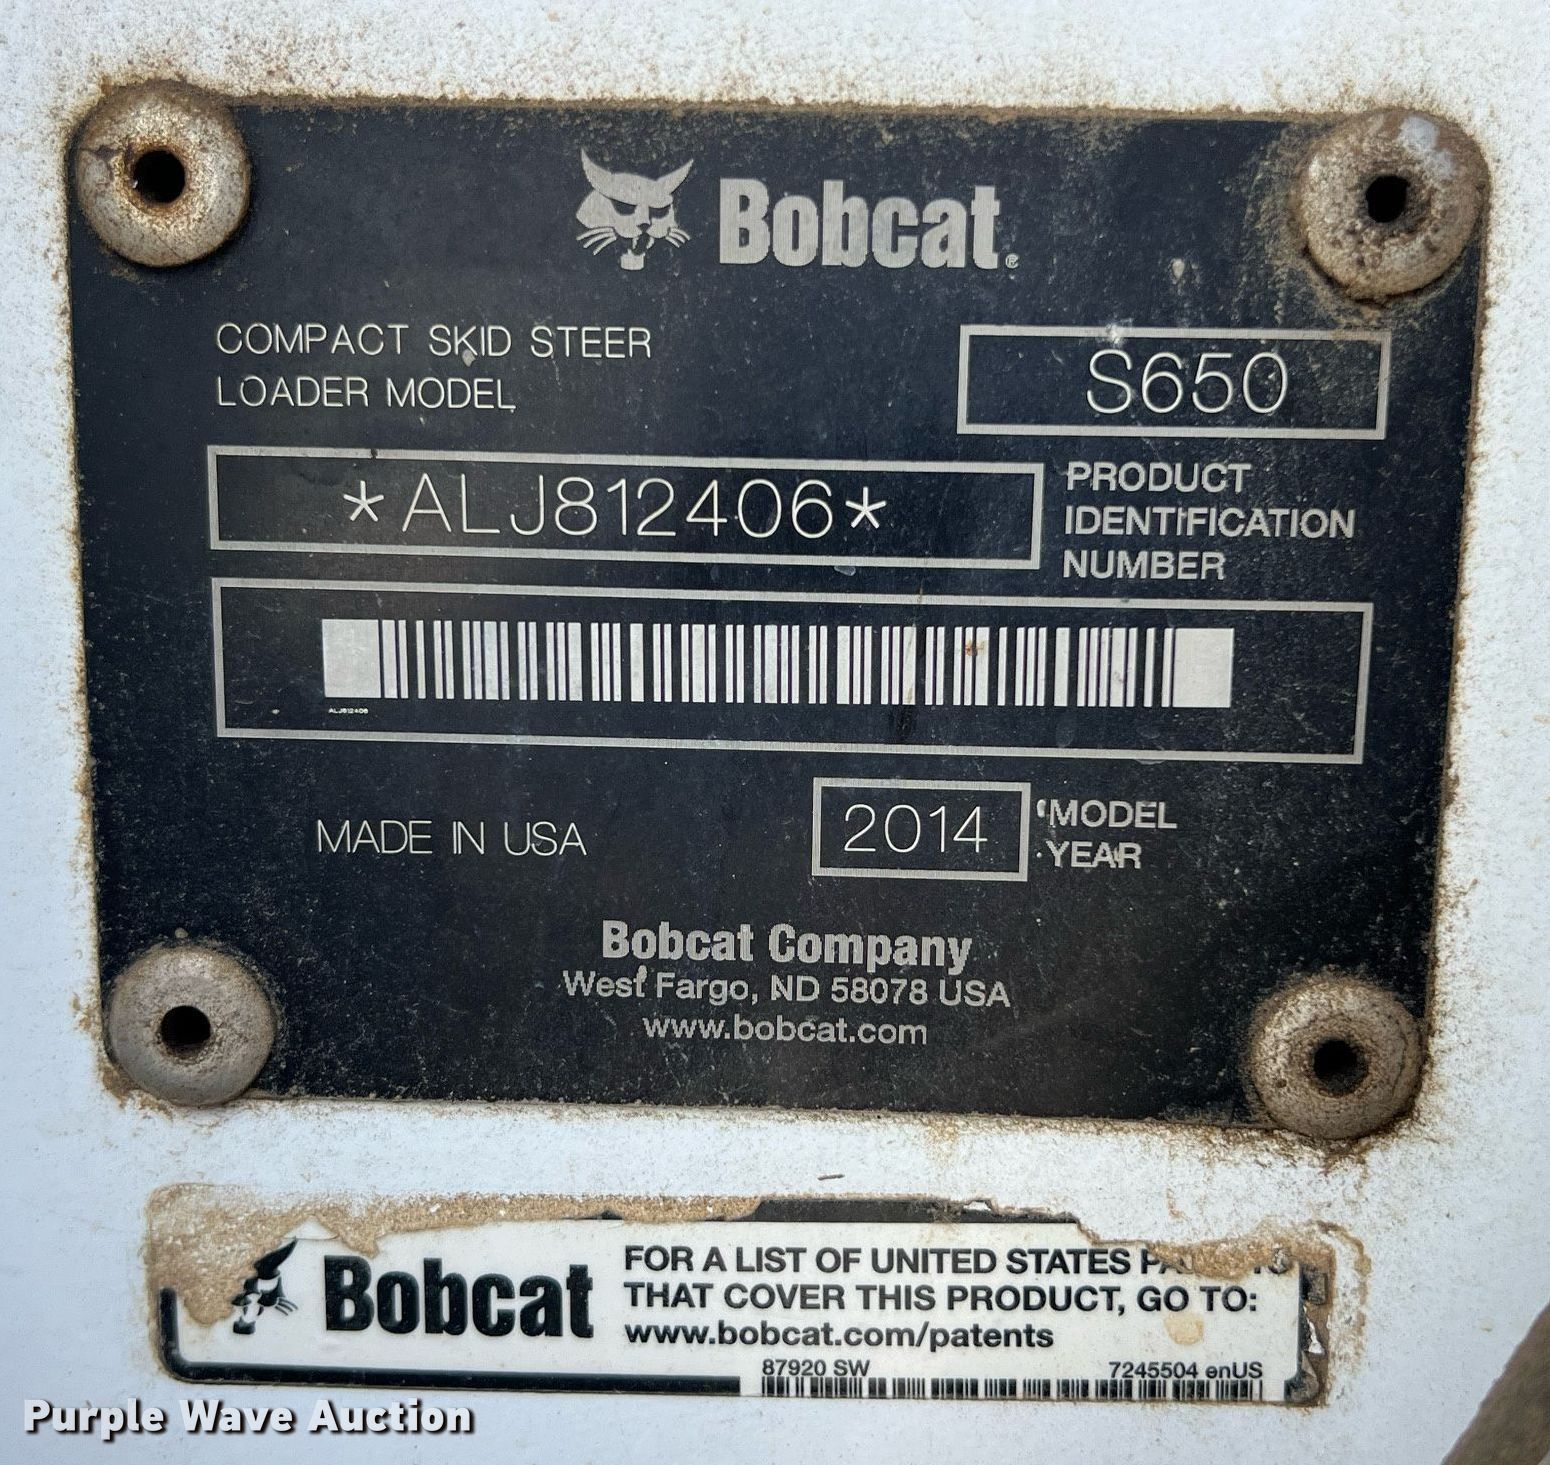 Bobcat®
COMPACT SKID STEER
LOADER MODEL
S650
*ALJ812406*
PRODUCT
IDENTIFICATION
NUMBER
ALJ812406
MADE IN USA
2014
MODEL
YEAR
Bobcat Company
West Fargo, ND 58078 USA
www.bobcat.com
Bobcat
FOR A LIST OF UNITED STATES
THAT COVER THIS PRODUCT, GO TO:
www.bobcat.com/patents
87920 SW
7245504 enUS
Purple Wave Auction